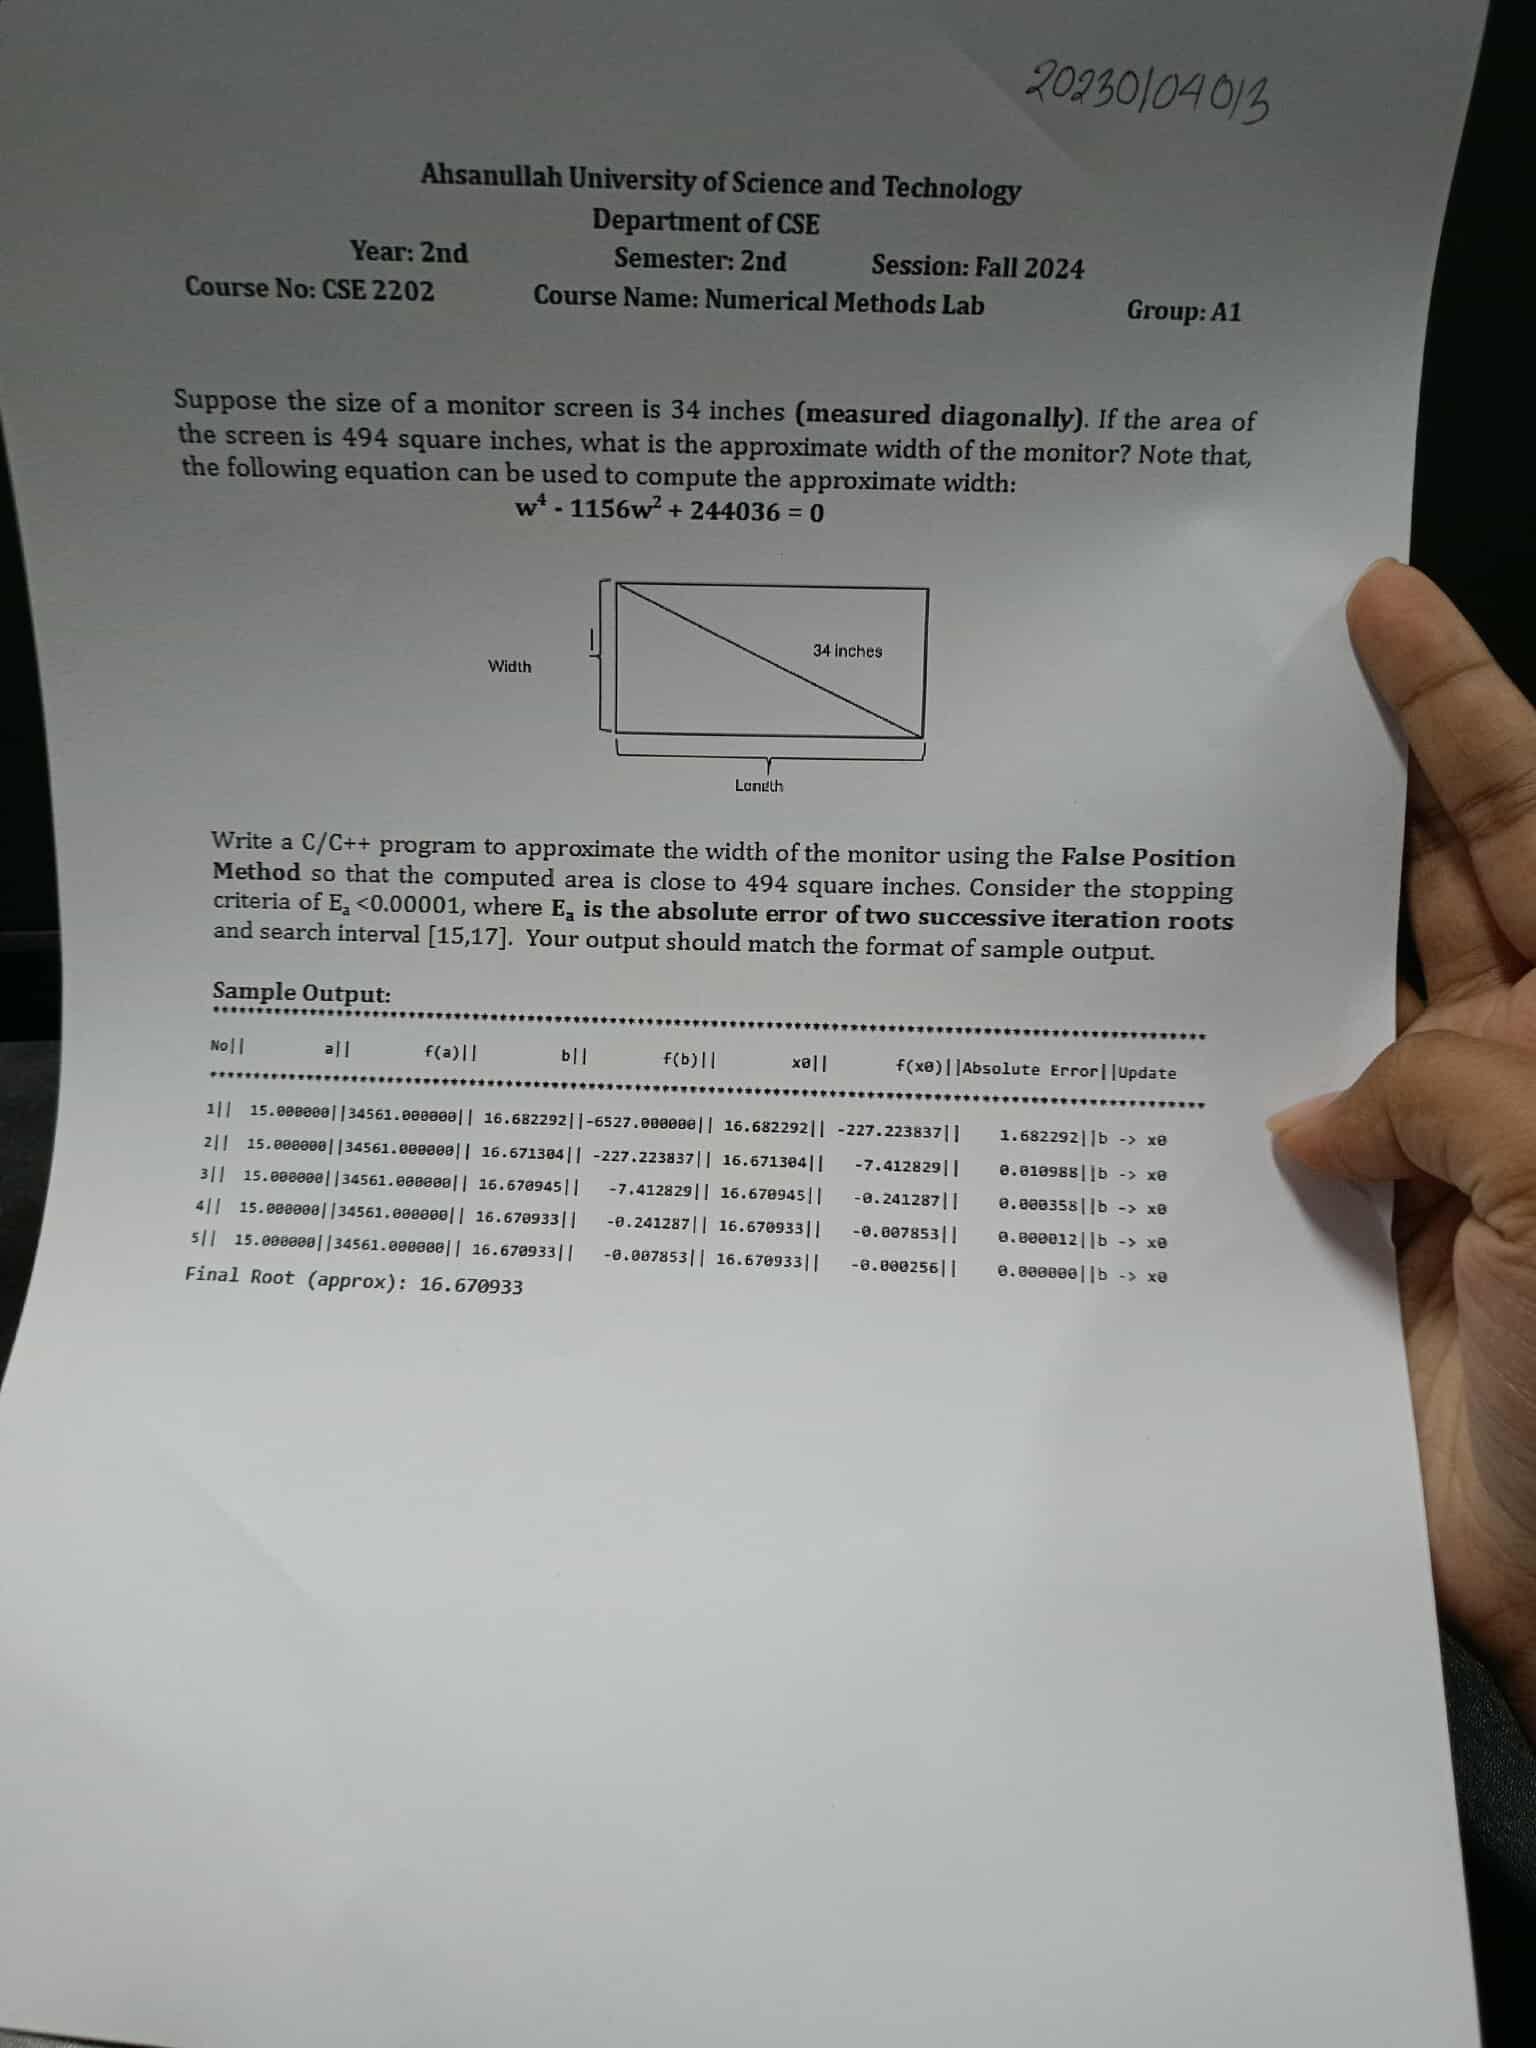 20230104013
Ahsanullah University of Science and Technology
Department of CSE
Year: 2nd Semester: 2nd Session: Fall 2024
Course No: CSE 2202 Course Name: Numerical Methods Lab Group: A1
Suppose the size of a monitor screen is 34 inches (measured diagonally). If the area of
the screen is 494 square inches, what is the approximate width of the monitor? Note that,
the following equation can be used to compute the approximate width:
w⁴ - 1156w² + 244036 = 0
34 inches
Width
Length
Write a C/C++ program to approximate the width of the monitor using the False Position
Method so that the computed area is close to 494 square inches. Consider the stopping
criteria of Eₐ <0.00001, where Eₐ is the absolute error of two successive iteration roots
and search interval [15,17]. Your output should match the format of sample output.
Sample Output:
No|| a|| f(a)|| b|| f(b)|| x0|| f(x0)||Absolute Error||Update
1|| 15.000000||34561.000000|| 16.682292||-6527.000000|| 16.682292|| -227.223837|| 1.682292||b -> x0
2|| 15.000000||34561.000000|| 16.671304|| -227.223837|| 16.671304|| -7.412829|| 0.010988||b -> x0
3|| 15.000000||34561.000000|| 16.670945|| -7.412829|| 16.670945|| -0.241287|| 0.000358||b -> x0
4|| 15.000000||34561.000000|| 16.670933|| -0.241287|| 16.670933|| -0.007853|| 0.000012||b -> x0
5|| 15.000000||34561.000000|| 16.670933|| -0.007853|| 16.670933|| -0.000256|| 0.000000||b -> x0
Final Root (approx): 16.670933